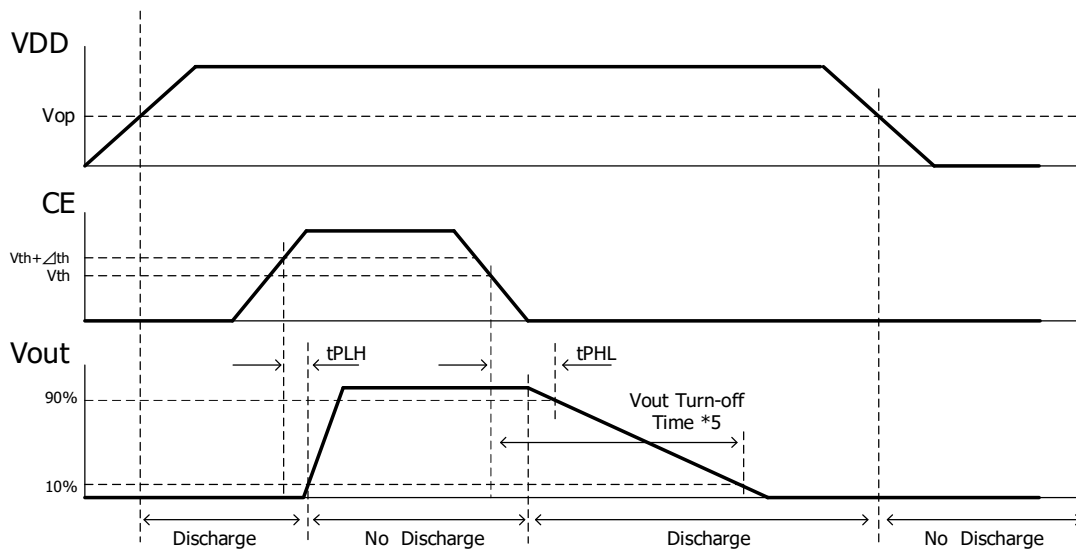 VDD
Vop
CE
Vth+⊿th
Vth
Vout
tPLH
tPHL
90%
Vout Turn-off
Time *5
10%
Discharge
No Discharge
Discharge
No Discharge